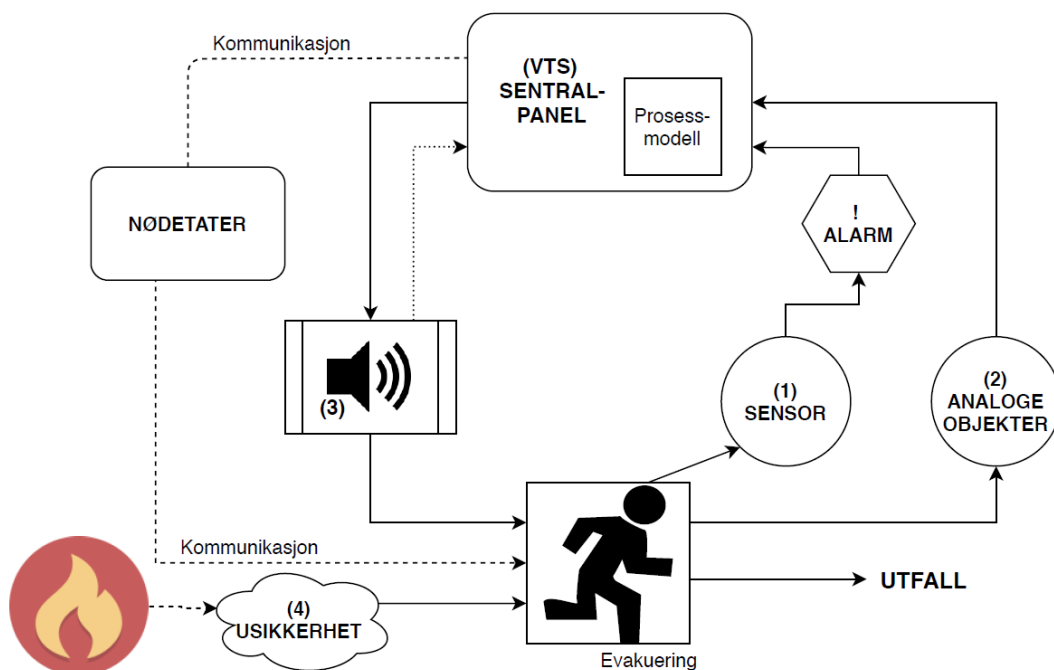 Kommunikasjon
(VTS)
SENTRAL-
PANEL
Prosess-
modell
NØDETATER
!
ALARM
(3)
(1)
SENSOR
(2)
ANALOGE
OBJEKTER
Kommunikasjon
(4)
USIKKERHET
UTFALL
Evakuering